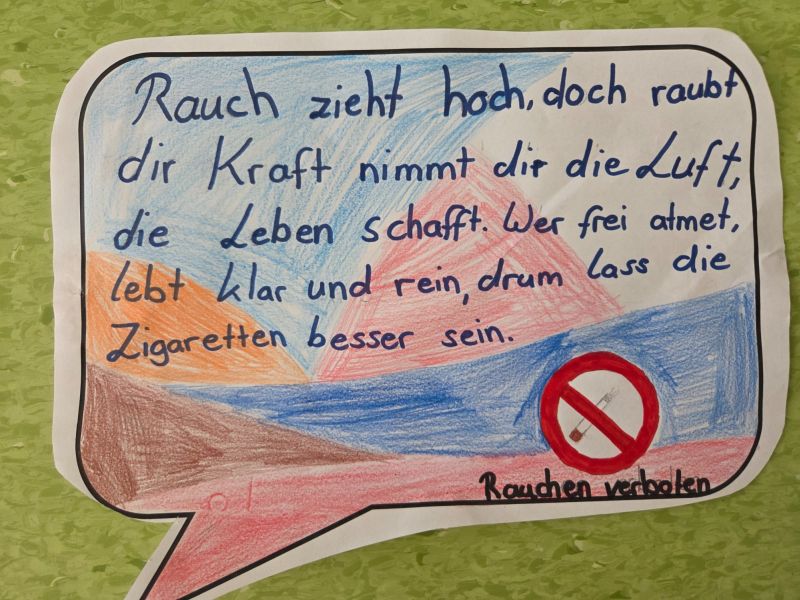 Rauch zieht hoch, doch raubt
dir Kraft nimmt dir die Luft,
die Leben schafft. Wer frei atmet,
lebt klar und rein, drum lass die
Zigaretten besser sein.
Rauchen verboten